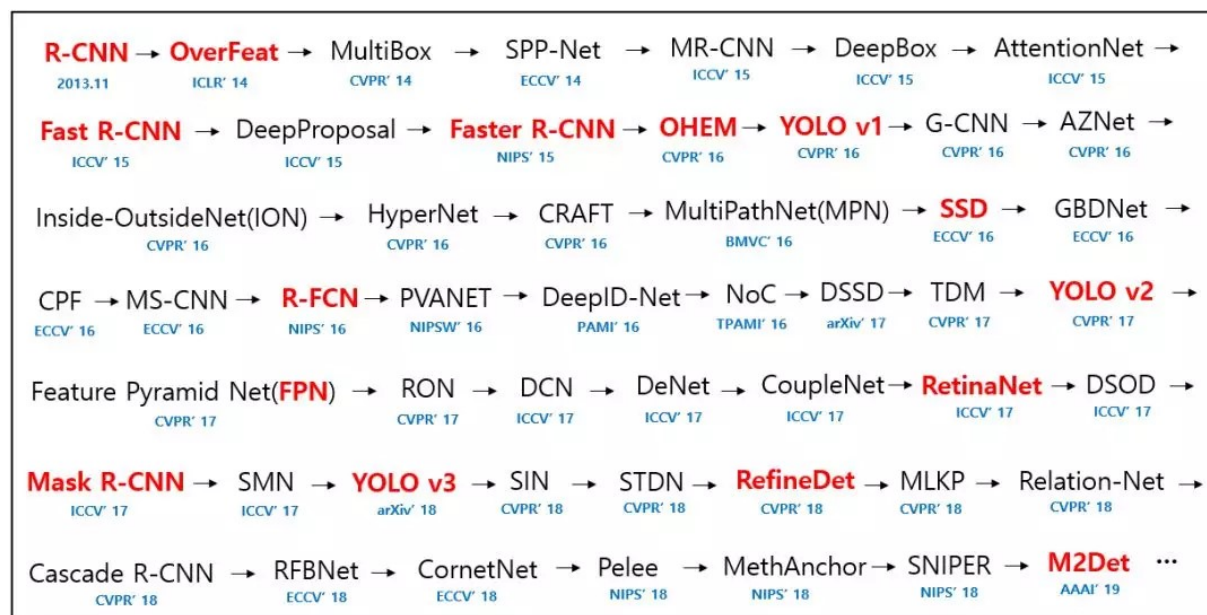 R-CNN → OverFeat → MultiBox → SPP-Net → MR-CNN → DeepBox → AttentionNet →
2013.11 ICLR' 14 CVPR' 14 ECCV' 14 ICCV' 15 ICCV' 15 ICCV' 15
Fast R-CNN → DeepProposal → Faster R-CNN → OHEM → YOLO v1 → G-CNN → AZNet →
ICCV' 15 ICCV' 15 NIPS' 15 CVPR' 16 CVPR' 16 CVPR' 16 CVPR' 16
Inside-OutsideNet(ION) → HyperNet → CRAFT → MultiPathNet(MPN) → SSD → GBDNet →
CVPR' 16 CVPR' 16 CVPR' 16 BMVC' 16 ECCV' 16 ECCV' 16
CPF → MS-CNN → R-FCN → PVANET → DeepID-Net → NoC → DSSD → TDM → YOLO v2 →
ECCV' 16 ECCV' 16 NIPS' 16 NIPSW' 16 PAMI' 16 TPAMI' 16 arXiv' 17 CVPR' 17 CVPR' 17
Feature Pyramid Net(FPN) → RON → DCN → DeNet → CoupleNet → RetinaNet → DSOD →
CVPR' 17 CVPR' 17 ICCV' 17 ICCV' 17 ICCV' 17 ICCV' 17 ICCV' 17
Mask R-CNN → SMN → YOLO v3 → SIN → STDN → RefineDet → MLKP → Relation-Net →
ICCV' 17 ICCV' 17 arXiv' 18 CVPR' 18 CVPR' 18 CVPR' 18 CVPR' 18 CVPR' 18
Cascade R-CNN → RFBNet → CornetNet → Pelee → MethAnchor → SNIPER → M2Det ···
CVPR' 18 ECCV' 18 ECCV' 18 NIPS' 18 NIPS' 18 NIPS' 18 AAAI' 19